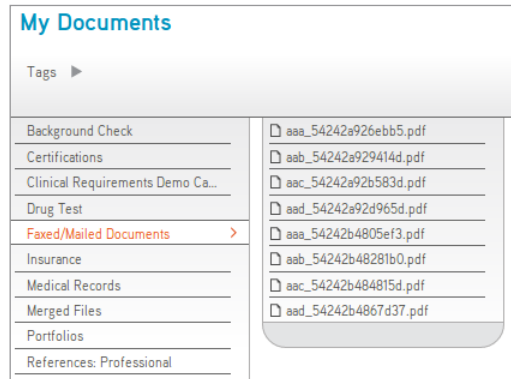 My Documents
Tags
Background Check
Certifications
Clinical Requirements Demo Ca...
Drug Test
Faxed/Mailed Documents
Insurance
Medical Records
Merged Files
Portfolios
References: Professional
aaa_54242a926ebb5.pdf
aab_54242a929414d.pdf
aac_54242a92b583d.pdf
aad_54242a92d965d.pdf
aaa_54242b4805ef3.pdf
aab_54242b48281b0.pdf
aac_54242b484815d.pdf
aad_54242b4867d37.pdf